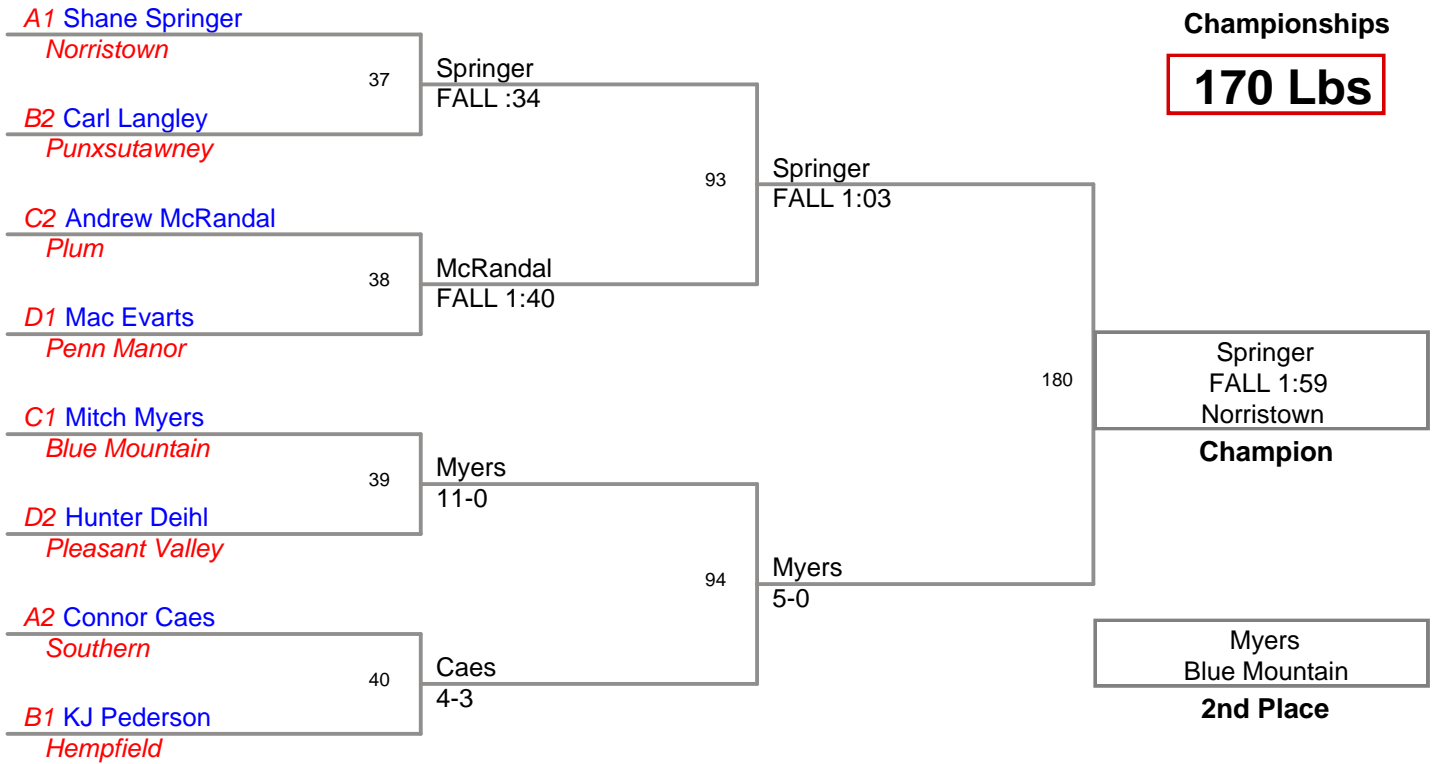 A1 Shane Springer
Norristown
37
B2 Carl Langley
Punxsutawney
C2 Andrew McRandal
Plum
38
D1 Mac Evarts
Penn Manor
C1 Mitch Myers
Blue Mountain
39
D2 Hunter Deihl
Pleasant Valley
A2 Connor Caes
Southern
40
B1 KJ Pederson
Hempfield
Springer
FALL :34
93
McRandal
FALL 1:40
Myers
11-0
94
Caes
4-3
Springer
FALL 1:03
180
Myers
5-0
Championships
170 Lbs
Springer
FALL 1:59
Norristown
Champion
Myers
Blue Mountain
2nd Place